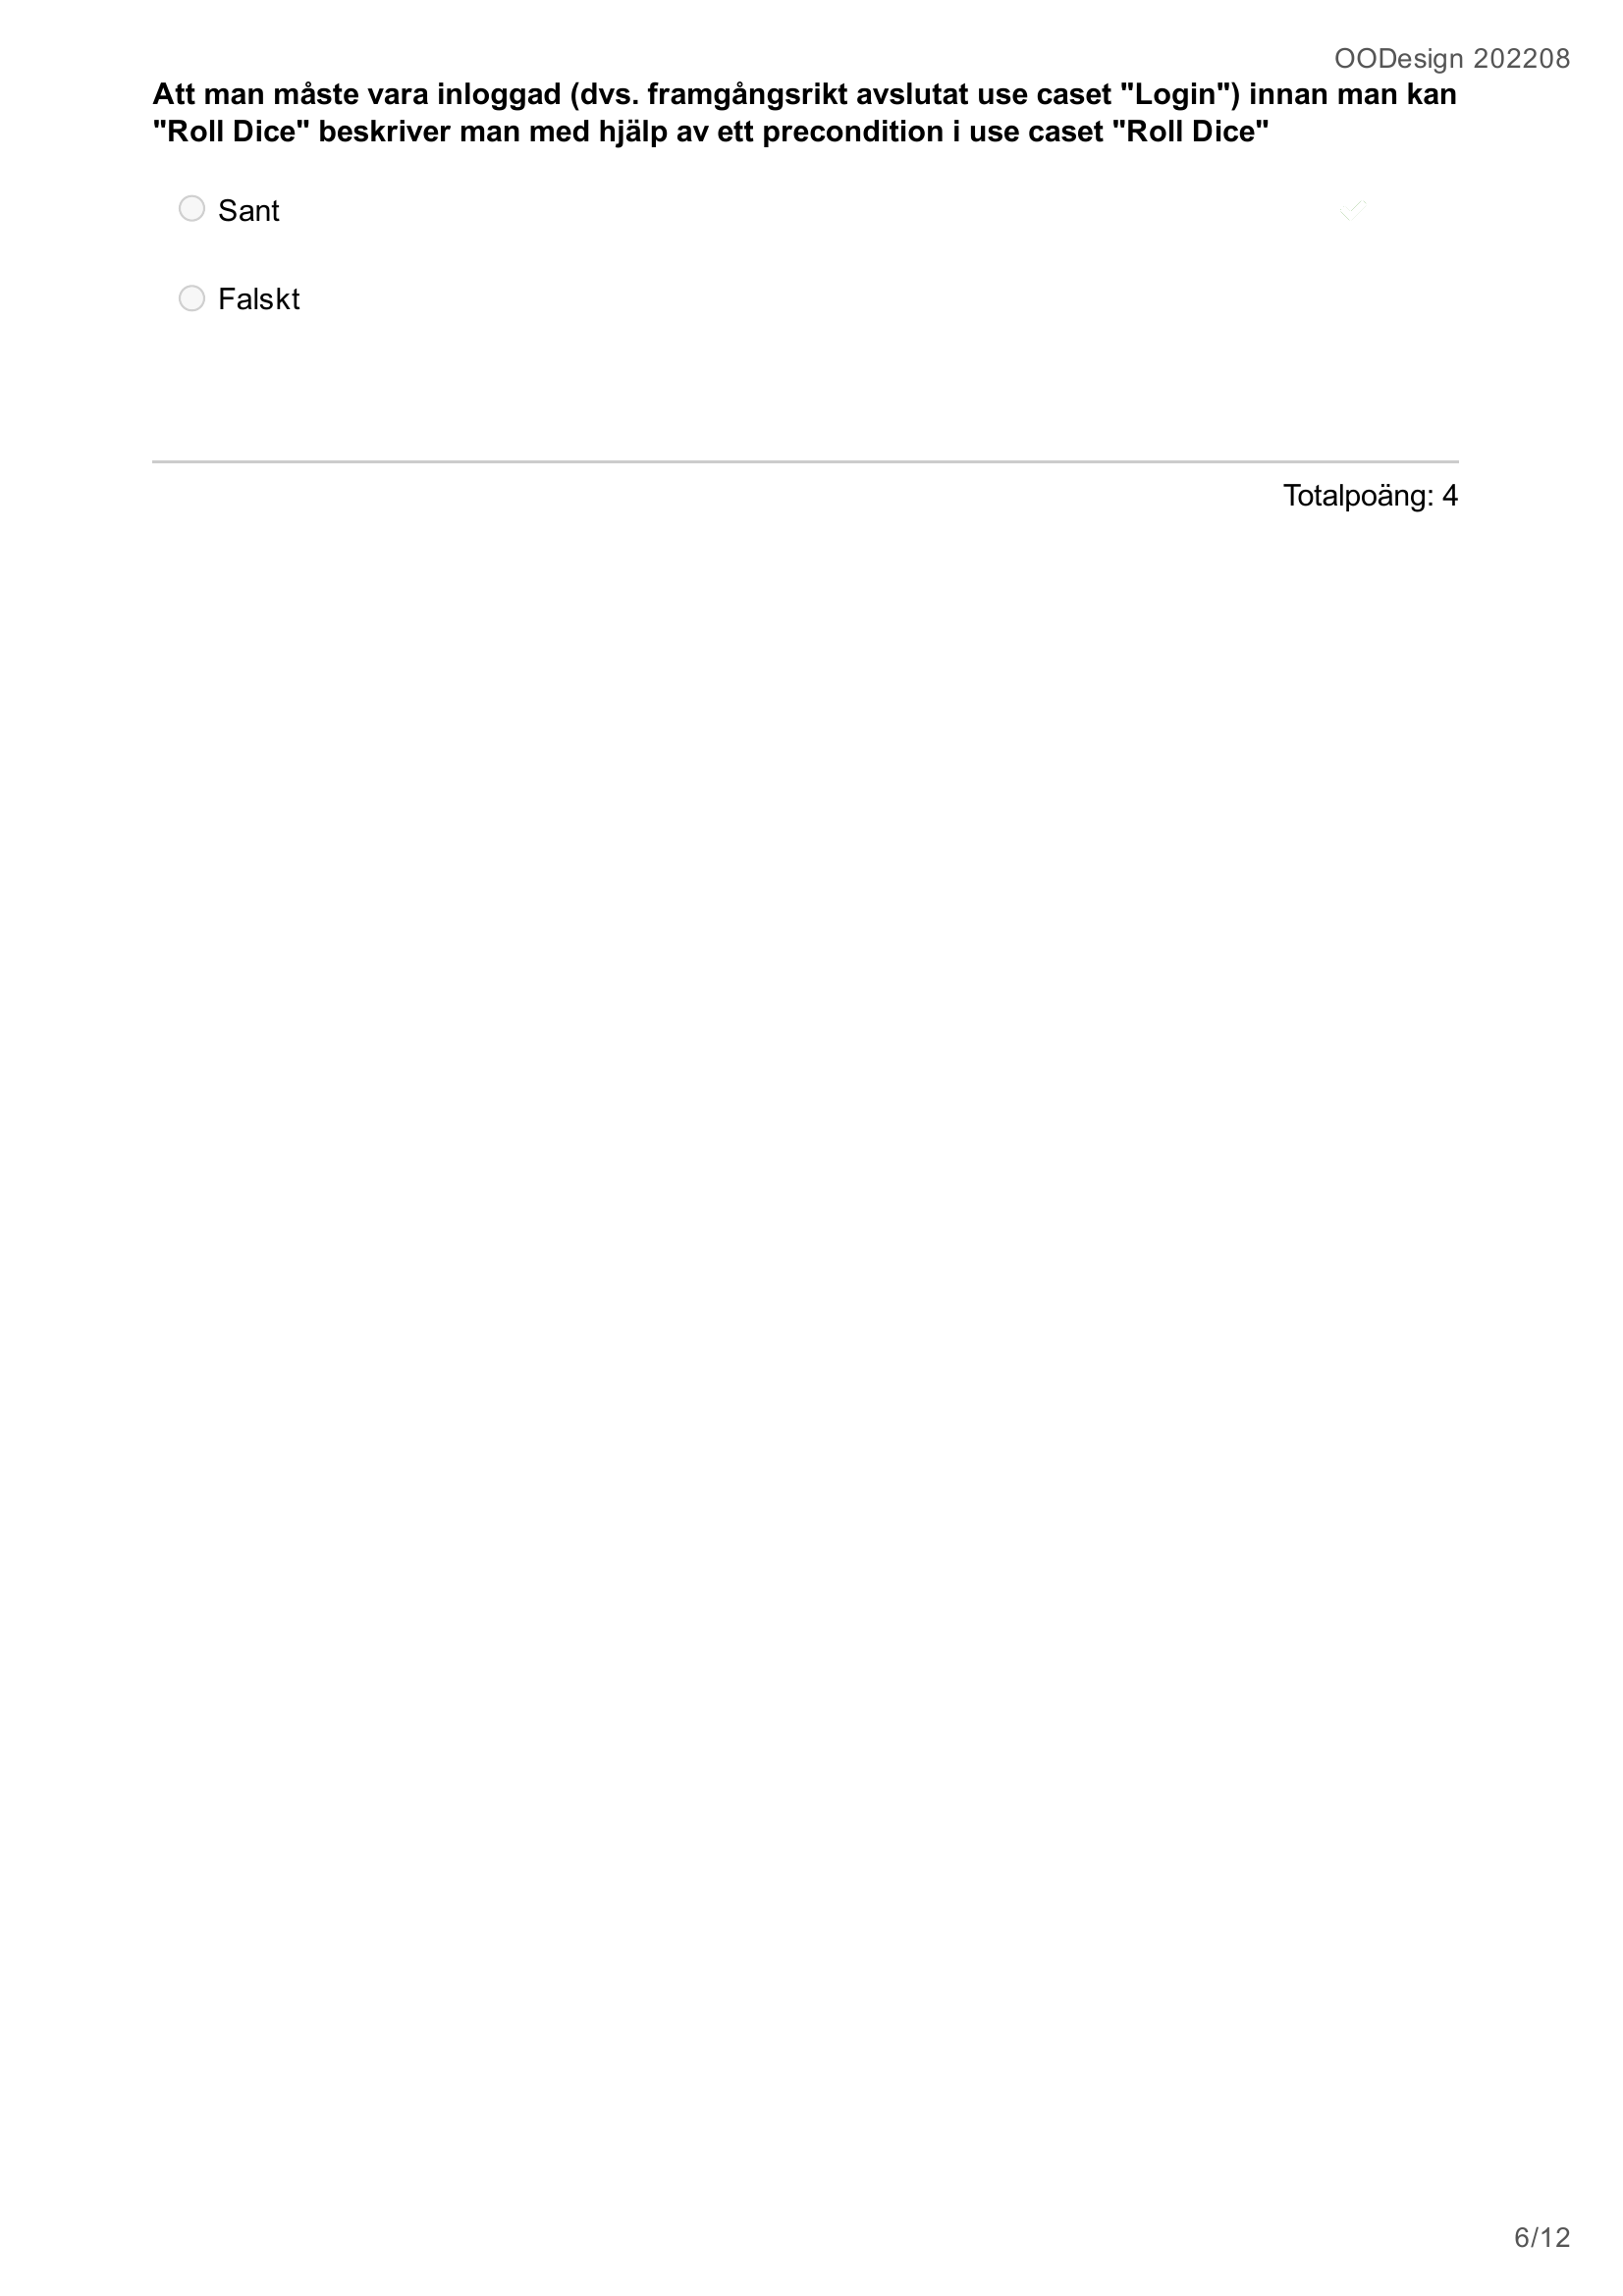 OODesign 202208
Att man måste vara inloggad (dvs. framgångsrikt avslutat use caset "Login") innan man kan
"Roll Dice" beskriver man med hjälp av ett precondition i use caset "Roll Dice"
Sant
Falskt
Totalpoäng: 4
6/12